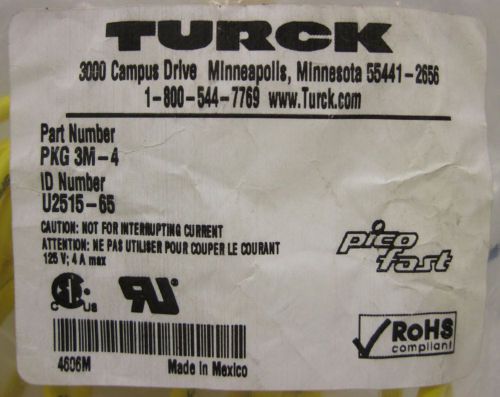 TURCK
3000 Campus Drive Minneapolis, Minnesota 55441-2656
1-800-544-7769 www.Turck.com
Part Number
PKG 3M-4
ID Number
U2515-65
CAUTION: NOT FOR INTERRUPTING CURRENT
ATTENTION: NE PAS UTILISER POUR COUPER LE COURANT
125 V; 4 A max
pico
fast
C US
RU
RoHS
compliant
4606M
Made in Mexico